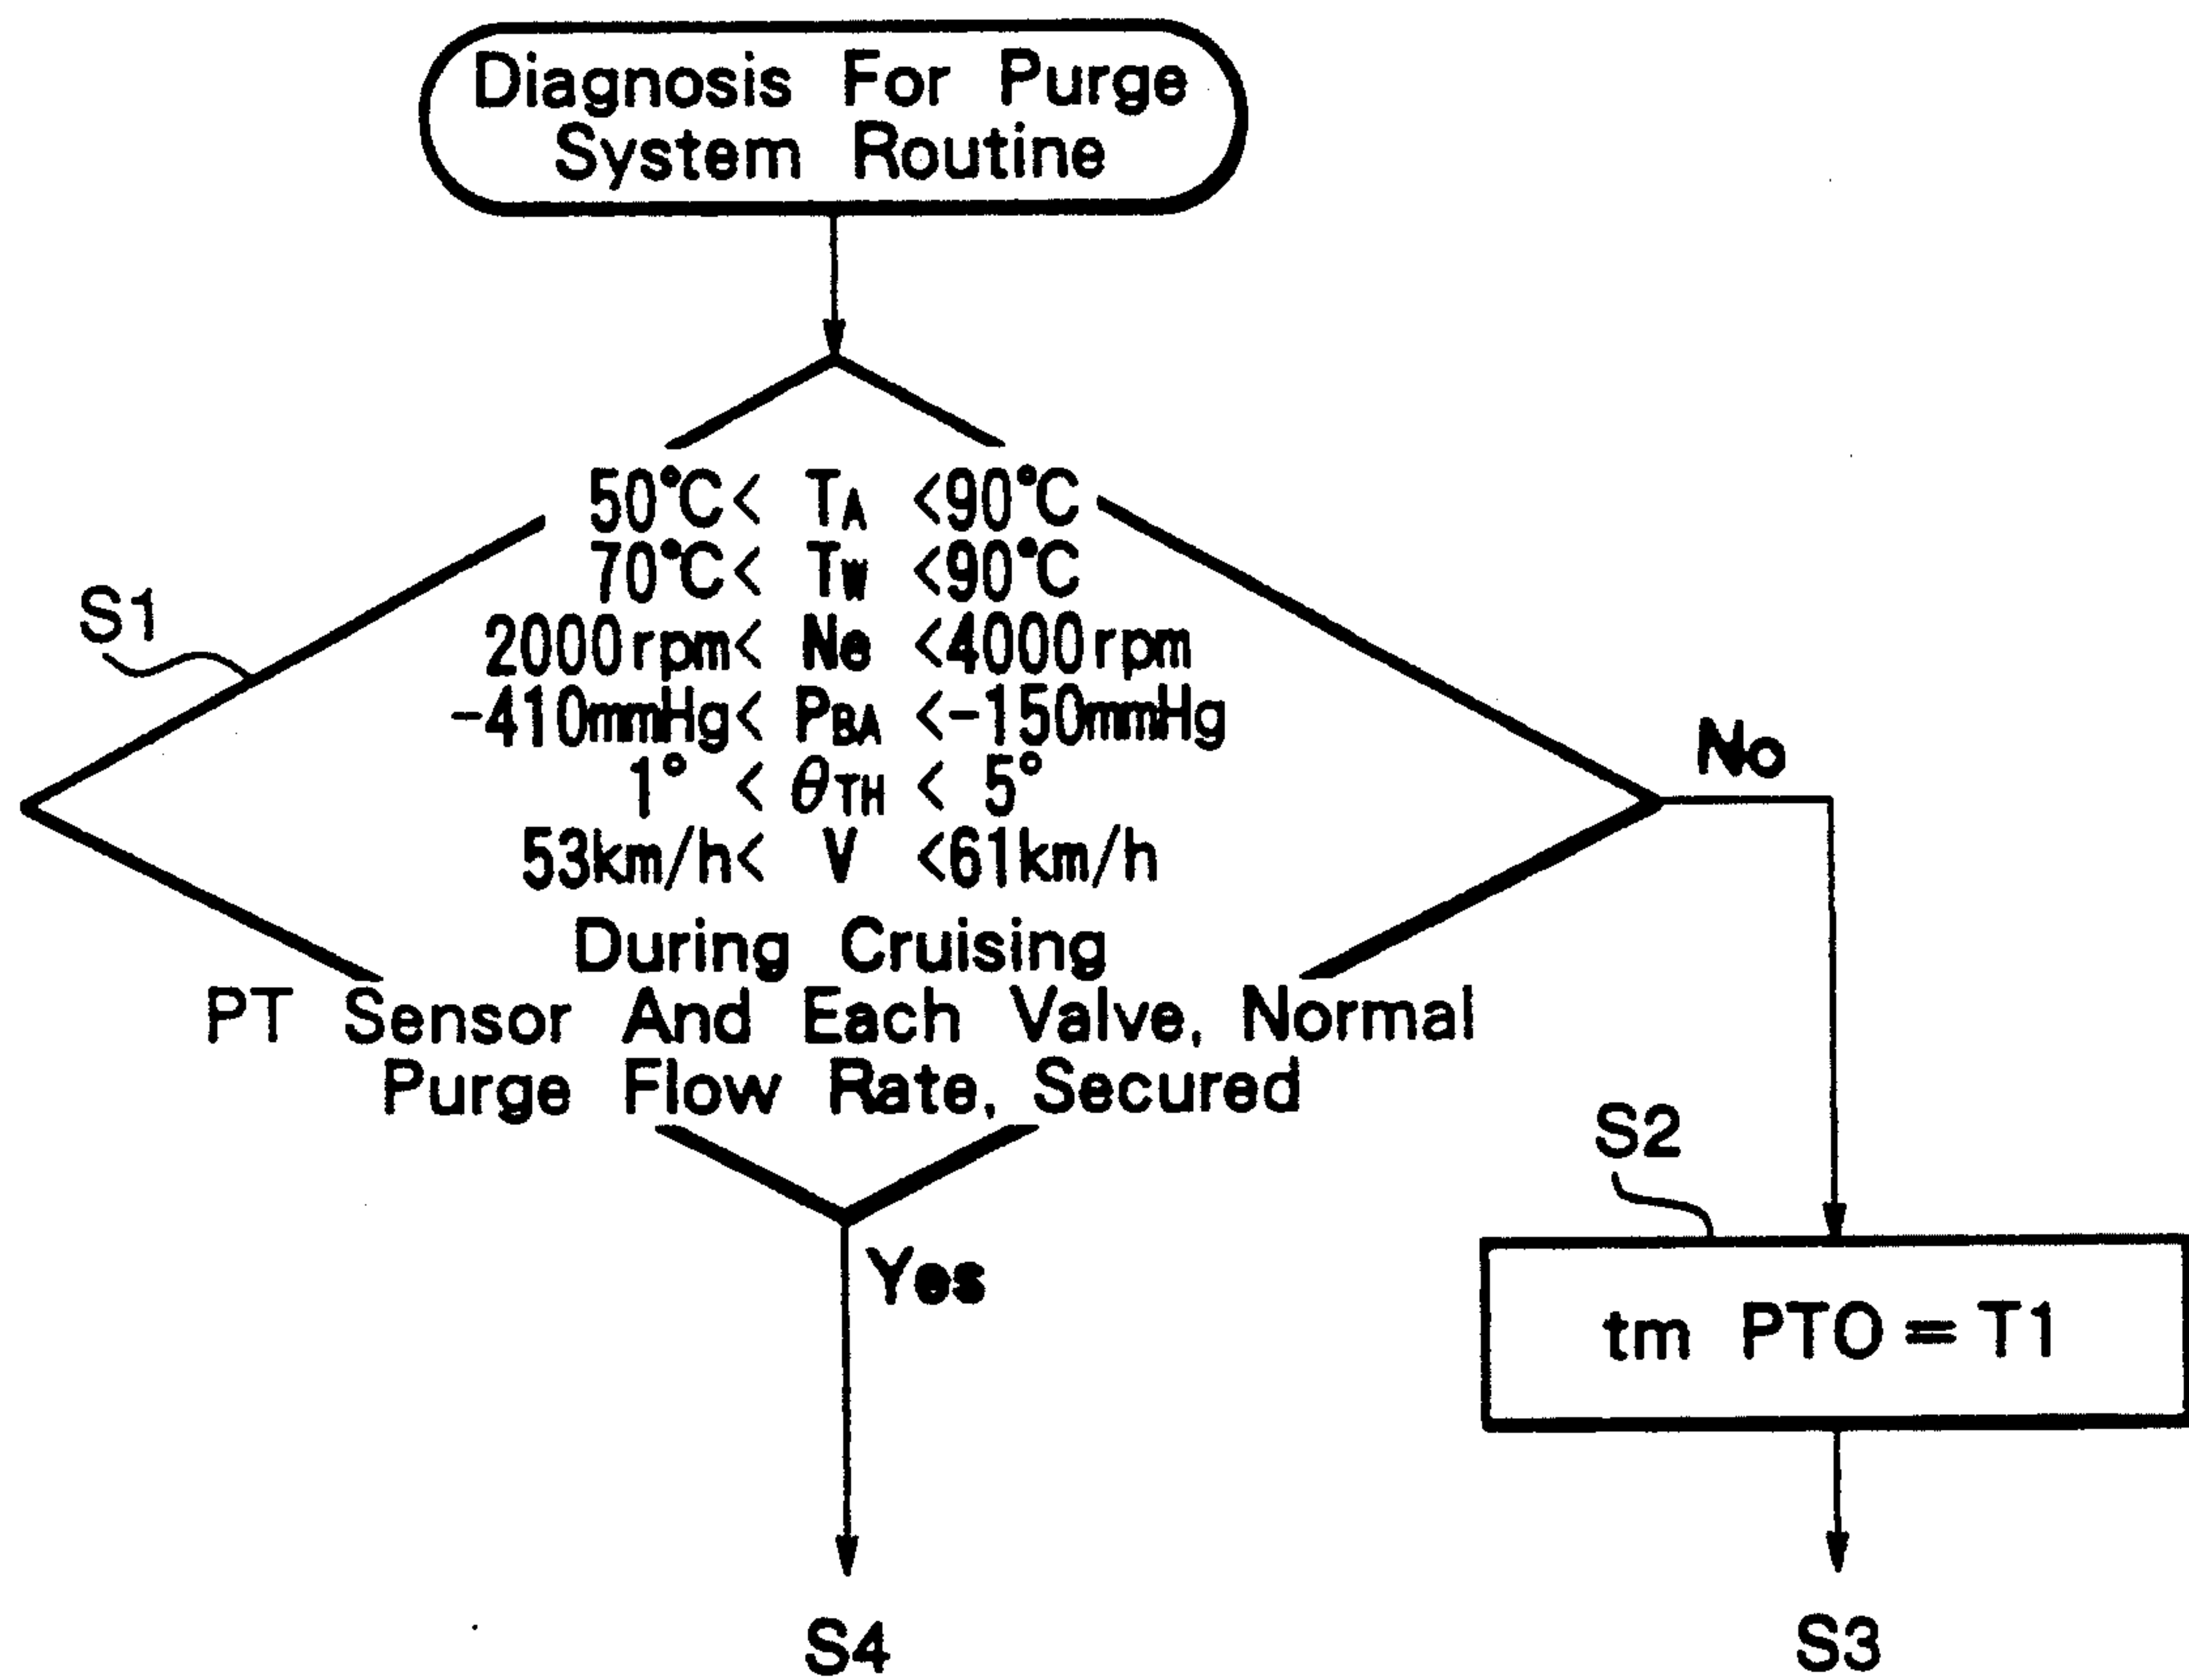 Diagnosis For Purge
System Routine
50°C< TA <90°C
70°C< TW <90°C
S1
2000rpm< Ne <4000rpm
-410mmHg< PBA <-150mmHg
No
1° < θTH < 5°
53km/h< V <61km/h
During Cruising
PT Sensor And Each Valve, Normal
Purge Flow Rate, Secured
S2
Yes
tm PTO = T1
S4
S3